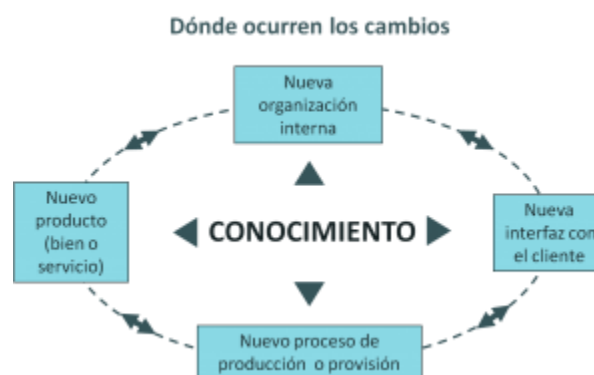 Dónde ocurren los cambios
Nueva
organización
interna
Nuevo
producto
(bien o
servicio)
CONOCIMIENTO
Nueva
interfaz con
el cliente
Nuevo proceso de
producción o provisión